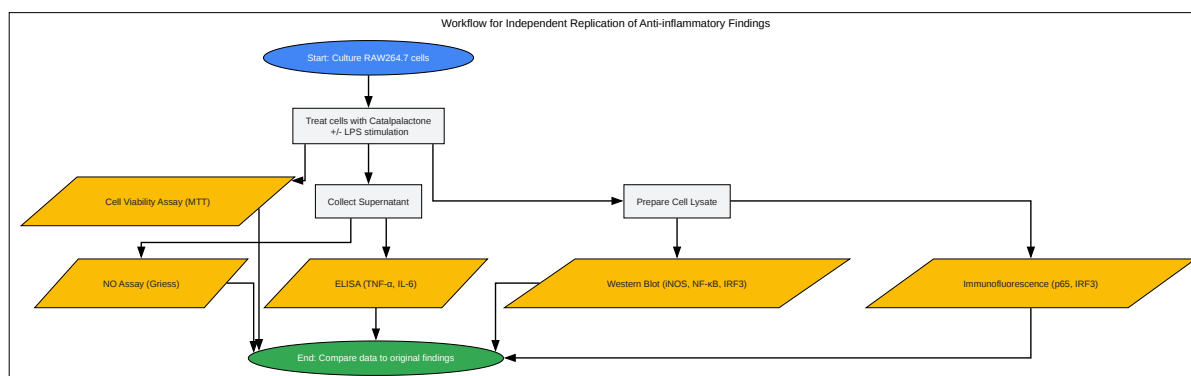 Workflow for Independent Replication of Anti-inflammatory Findings
Start: Culture RAW264.7 cells
Treat cells with Catalpalactone
+/- LPS stimulation
Cell Viability Assay (MTT)
Collect Supernatant
Prepare Cell Lysate
NO Assay (Griess)
ELISA (TNF-α, IL-6)
Western Blot (iNOS, NF-κB, IRF3)
Immunofluorescence (p65, IRF3)
End: Compare data to original findings